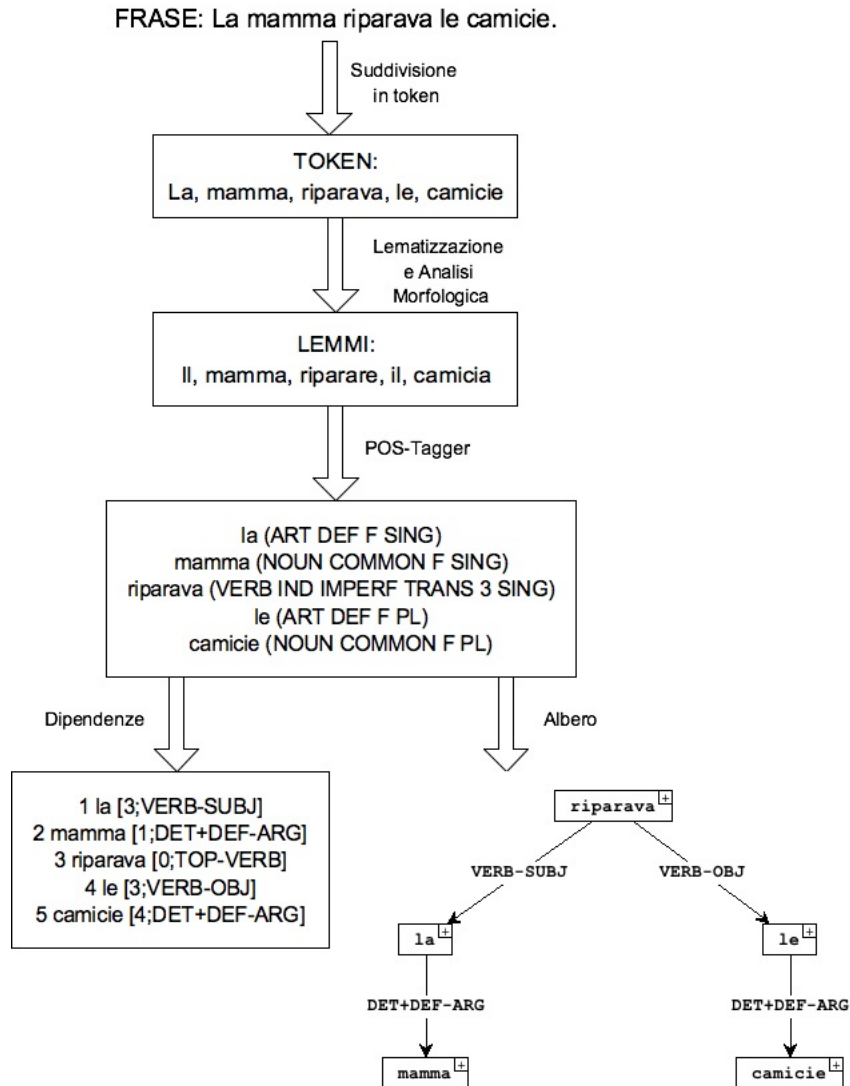 FRASE: La mamma riparava le camicie.
Suddivisione
in token
TOKEN:
La, mamma, riparava, le, camicie
Lematizzazione
e Analisi
Morfologica
LEMMI:
Il, mamma, riparare, il, camicia
POS-Tagger
la (ART DEF F SING)
mamma (NOUN COMMON F SING)
riparava (VERB IND IMPERF TRANS 3 SING)
le (ART DEF F PL)
camicie (NOUN COMMON F PL)
Dipendenze
Albero
1 la [3;VERB-SUBJ]
2 mamma [1;DET+DEF-ARG]
3 riparava [0;TOP-VERB]
4 le [3;VERB-OBJ]
5 camicie [4;DET+DEF-ARG]
riparava
VERB-SUBJ
VERB-OBJ
la
le
DET+DEF-ARG
DET+DEF-ARG
mamma
camicie